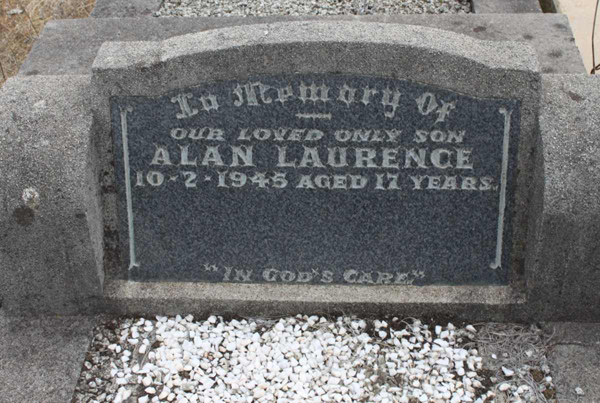 In Memory Of
OUR LOVED ONLY SON
ALAN LAURENCE
10-2-1945 AGED 17 YEARS.
"IN GOD'S CARE."